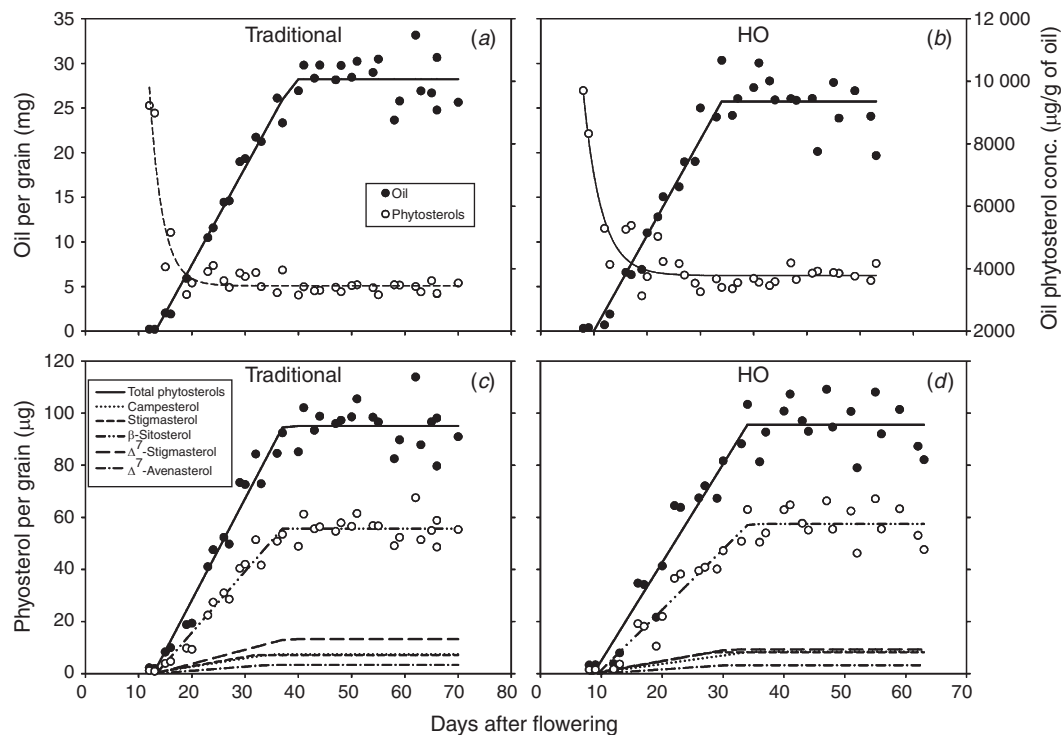 Traditional
(a)
HO
(b)
35
30
25
20
15
10
5
0
Oil per grain (mg)
Oil
Phytosterols
12 000
10 000
8000
6000
4000
2000
Oil phytosterol conc. (µg/g of oil)
Traditional
(c)
HO
(d)
120
100
80
60
40
20
0
Phyosterol per grain (µg)
Total phytosterols
Campesterol
Stigmasterol
β-Sitosterol
Δ7-Stigmasterol
Δ7-Avenasterol
0 10 20 30 40 50 60 70 80
0 10 20 30 40 50 60 70
Days after flowering